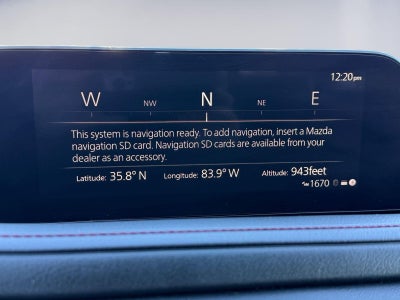 12:20pm
W NW N NE E
This system is navigation ready. To add navigation, insert a Mazda
navigation SD card. Navigation SD cards are available from your
dealer as an accessory.
Latitude: 35.8° N Longitude: 83.9° W Altitude: 943feet
1670